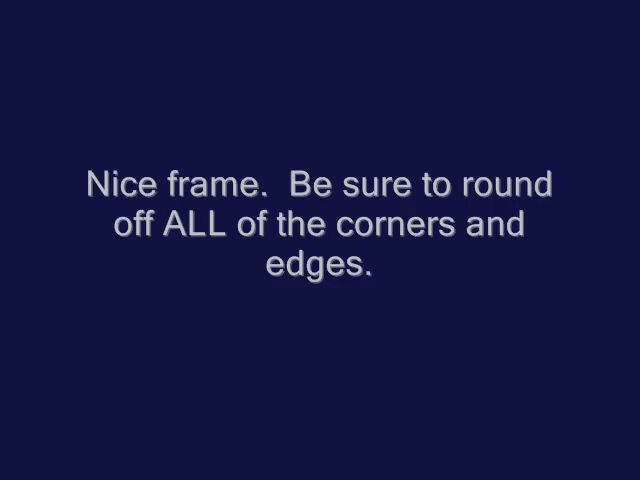 Nice frame.  Be sure to round
off ALL of the corners and
edges.